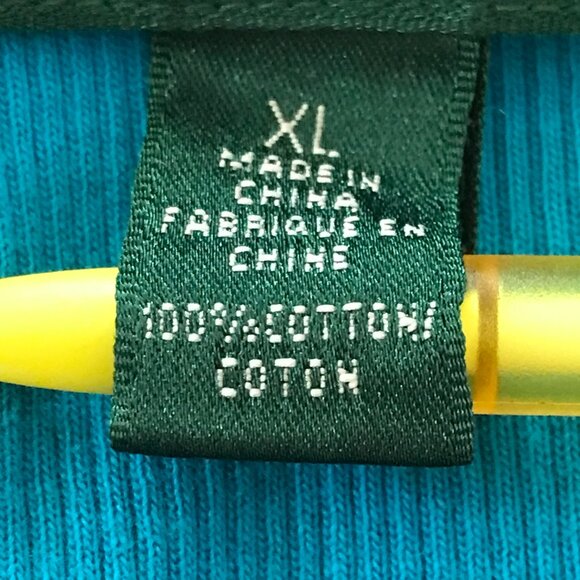 XL
MADE IN
CHINA
FABRIQUE EN
CHINE
100% COTTON/
COTON